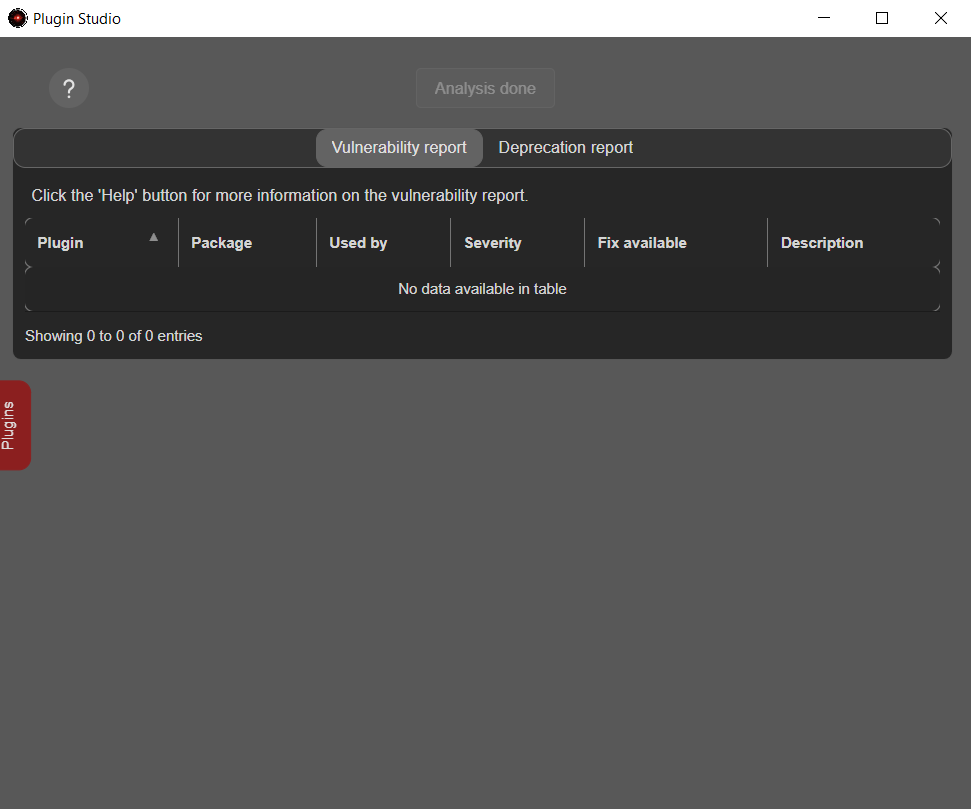 Plugin Studio
?
Analysis done
Vulnerability report Deprecation report
Click the 'Help' button for more information on the vulnerability report.
Plugin Package Used by Severity Fix available Description
No data available in table
Showing 0 to 0 of 0 entries
Plugins